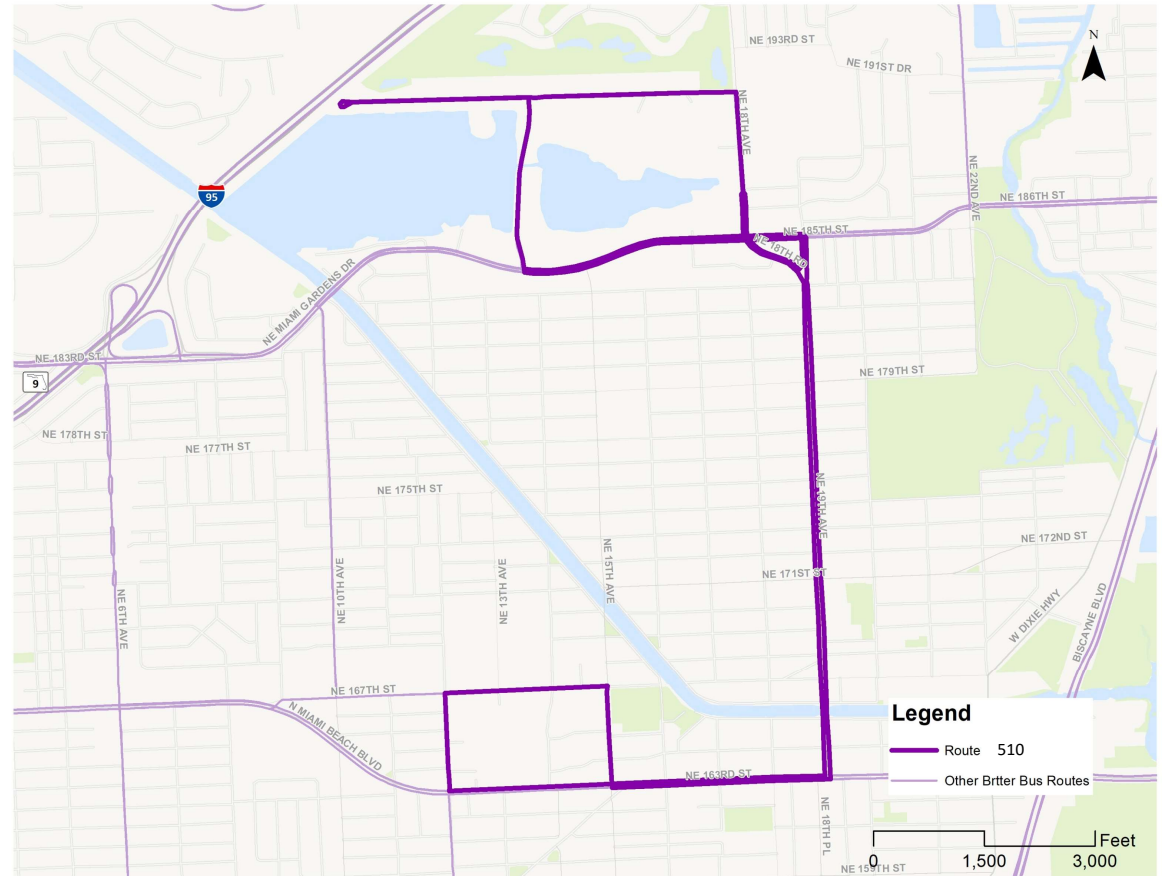 NE 193RD ST
N
NE 191ST DR
NE 18TH AVE
NE 22ND AVE
95
NE 186TH ST
NE 185TH ST
NE 18TH RD
NE MIAMI GARDENS DR
NE 183RD ST
9
NE 179TH ST
NE 178TH ST
NE 177TH ST
NE 175TH ST
NE 19TH AVE
NE 172ND ST
NE 15TH AVE
NE 171ST ST
NE 13TH AVE
NE 10TH AVE
NE 6TH AVE
W DIXIE HWY
BISCAYNE BLVD
NE 167TH ST
N MIAMI BEACH BLVD
NE 163RD ST
Legend
Route 510
Other Brtter Bus Routes
NE 18TH PL
NE 159TH ST
Feet
0 1,500 3,000